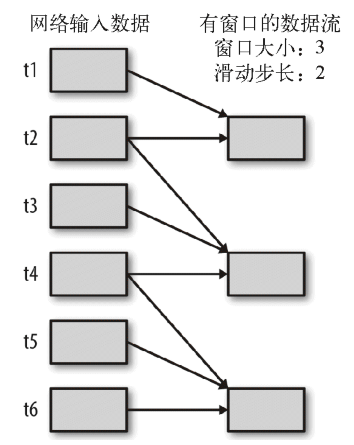 网络输入数据
有窗口的数据流
窗口大小：3
滑动步长：2
t1
t2
t3
t4
t5
t6